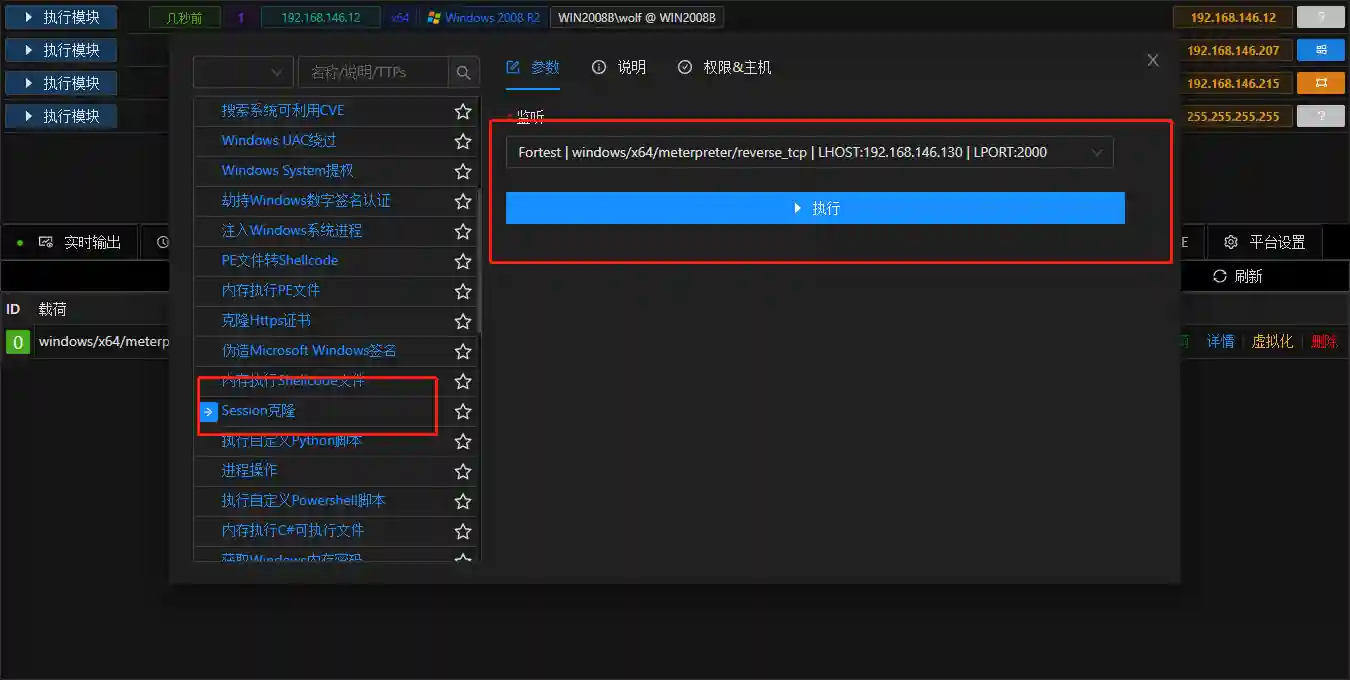 执行模块
几秒前 1 192.168.146.12 x64 Windows 2008 R2 WIN2008B\wolf @ WIN2008B
192.168.146.12 ?
执行模块
192.168.146.207
执行模块
192.168.146.215
执行模块
255.255.255.255 ?
名称/说明/TTPs
参数 说明 权限&主机
搜索系统可利用CVE
Windows UAC绕过
Windows System提权
劫持Windows数字签名认证
注入Windows系统进程
PE文件转Shellcode
内存执行PE文件
克隆Https证书
伪造Microsoft Windows签名
内存执行Shellcode文件
Session克隆
执行自定义Python脚本
进程操作
执行自定义Powershell脚本
内存执行C#可执行文件
获取Windows内存密码
监听
Fortest | windows/x64/meterpreter/reverse_tcp | LHOST:192.168.146.130 | LPORT:2000
执行
实时输出
E 平台设置
刷新
ID 载荷
0 windows/x64/meterp
详情 虚拟化 删除